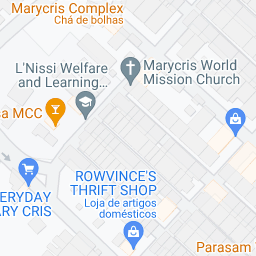 Marycris Complex
Chá de bolhas
L'Nissi Welfare
and Learning...
Marycris World
Mission Church
a MCC
ROWVINCE'S
THRIFT SHOP
Loja de artigos
domésticos
ERYDAY
RY CRIS
Parasam